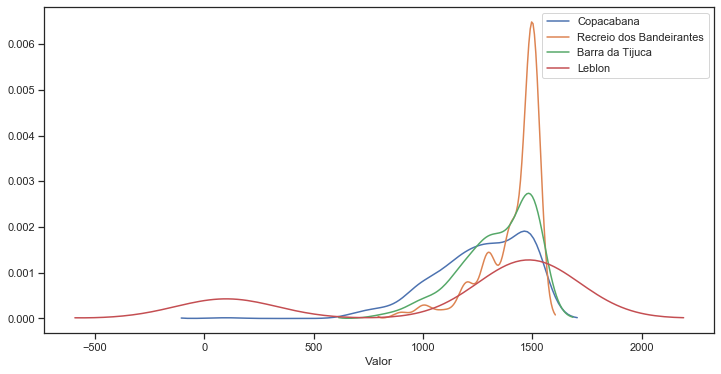 Copacabana
Recreio dos Bandeirantes
Barra da Tijuca
Leblon
0.006
0.005
0.004
0.003
0.002
0.001
0.000
−500
0
500
1000
1500
2000
Valor